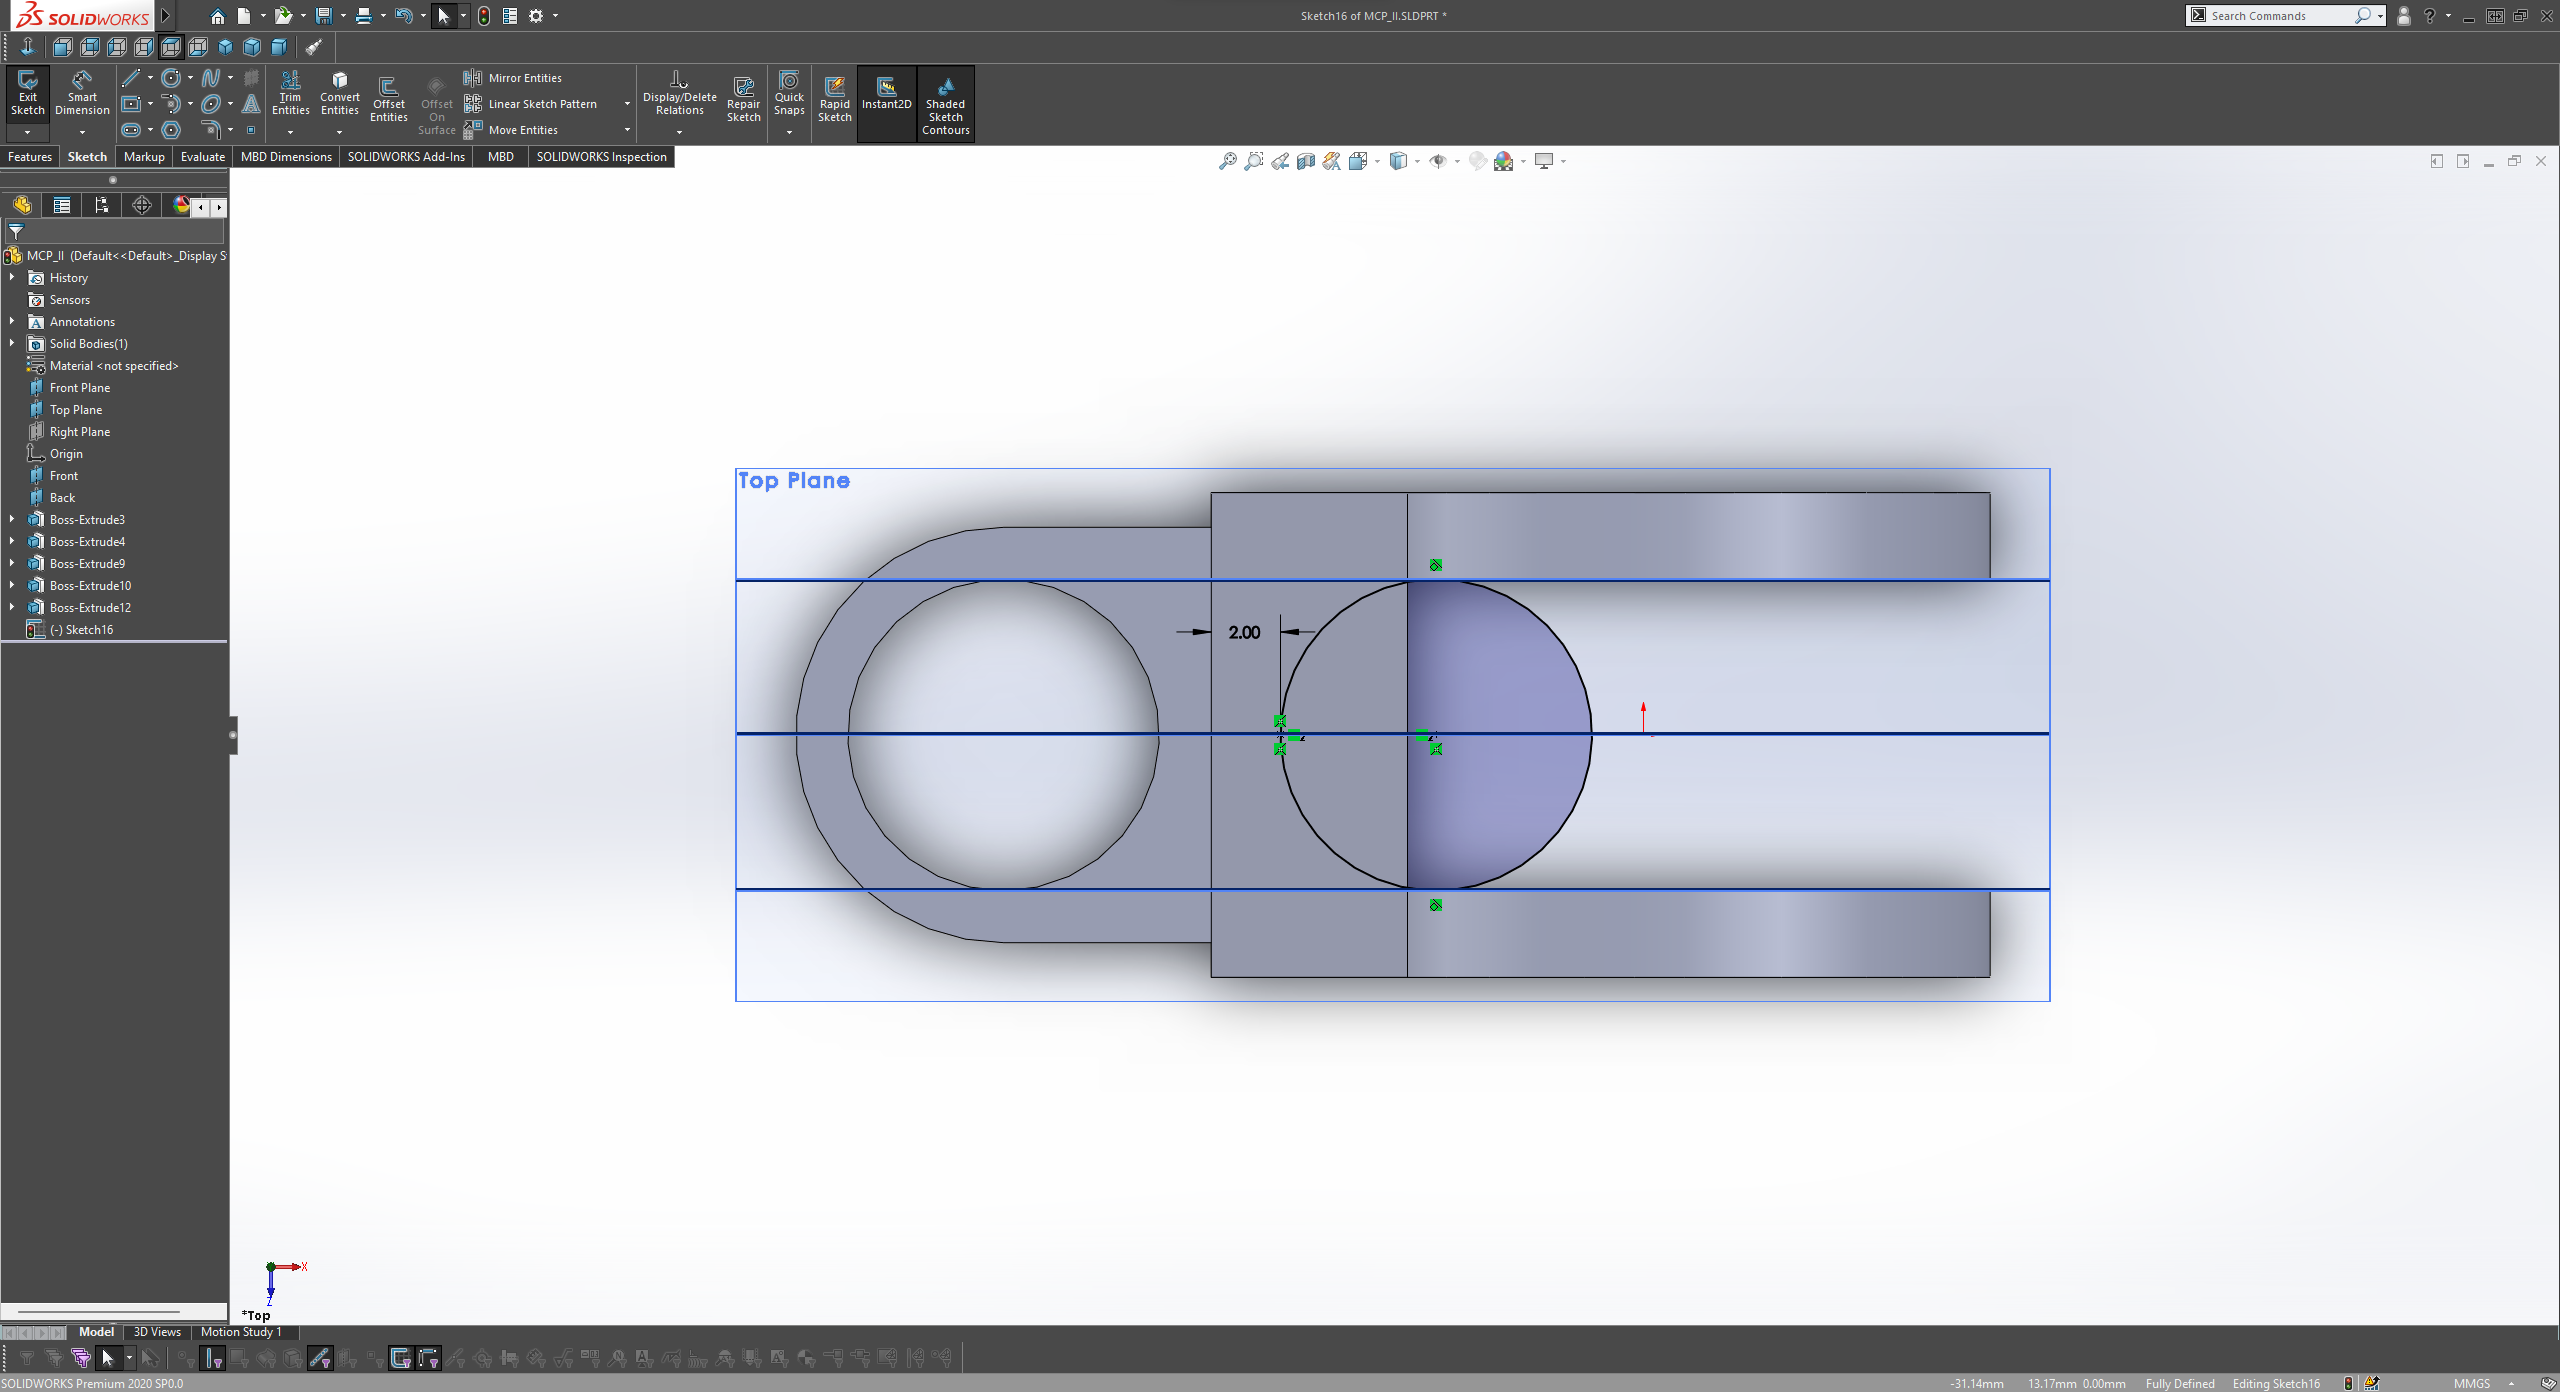 SOLIDWORKS
Sketch16 of MCP_II.SLDPRT *
Search Commands
Exit Sketch
Smart Dimension
Trim Entities
Convert Entities
Offset Entities
Offset On Surface
Mirror Entities
Linear Sketch Pattern
Move Entities
Display/Delete Relations
Repair Sketch
Quick Snaps
Rapid Sketch
Instant2D
Shaded Sketch Contours
Features Sketch Markup Evaluate MBD Dimensions SOLIDWORKS Add-Ins MBD SOLIDWORKS Inspection
MCP_II (Default<<Default>_Display S
History
Sensors
Annotations
Solid Bodies(1)
Material <not specified>
Front Plane
Top Plane
Right Plane
Origin
Front
Back
Boss-Extrude3
Boss-Extrude4
Boss-Extrude9
Boss-Extrude10
Boss-Extrude12
(-) Sketch16
Top Plane
2.00
X
Z
*Top
Model 3D Views Motion Study 1
SOLIDWORKS Premium 2020 SP0.0
-31.14mm 13.17mm 0.00mm Fully Defined Editing Sketch16 MMGS